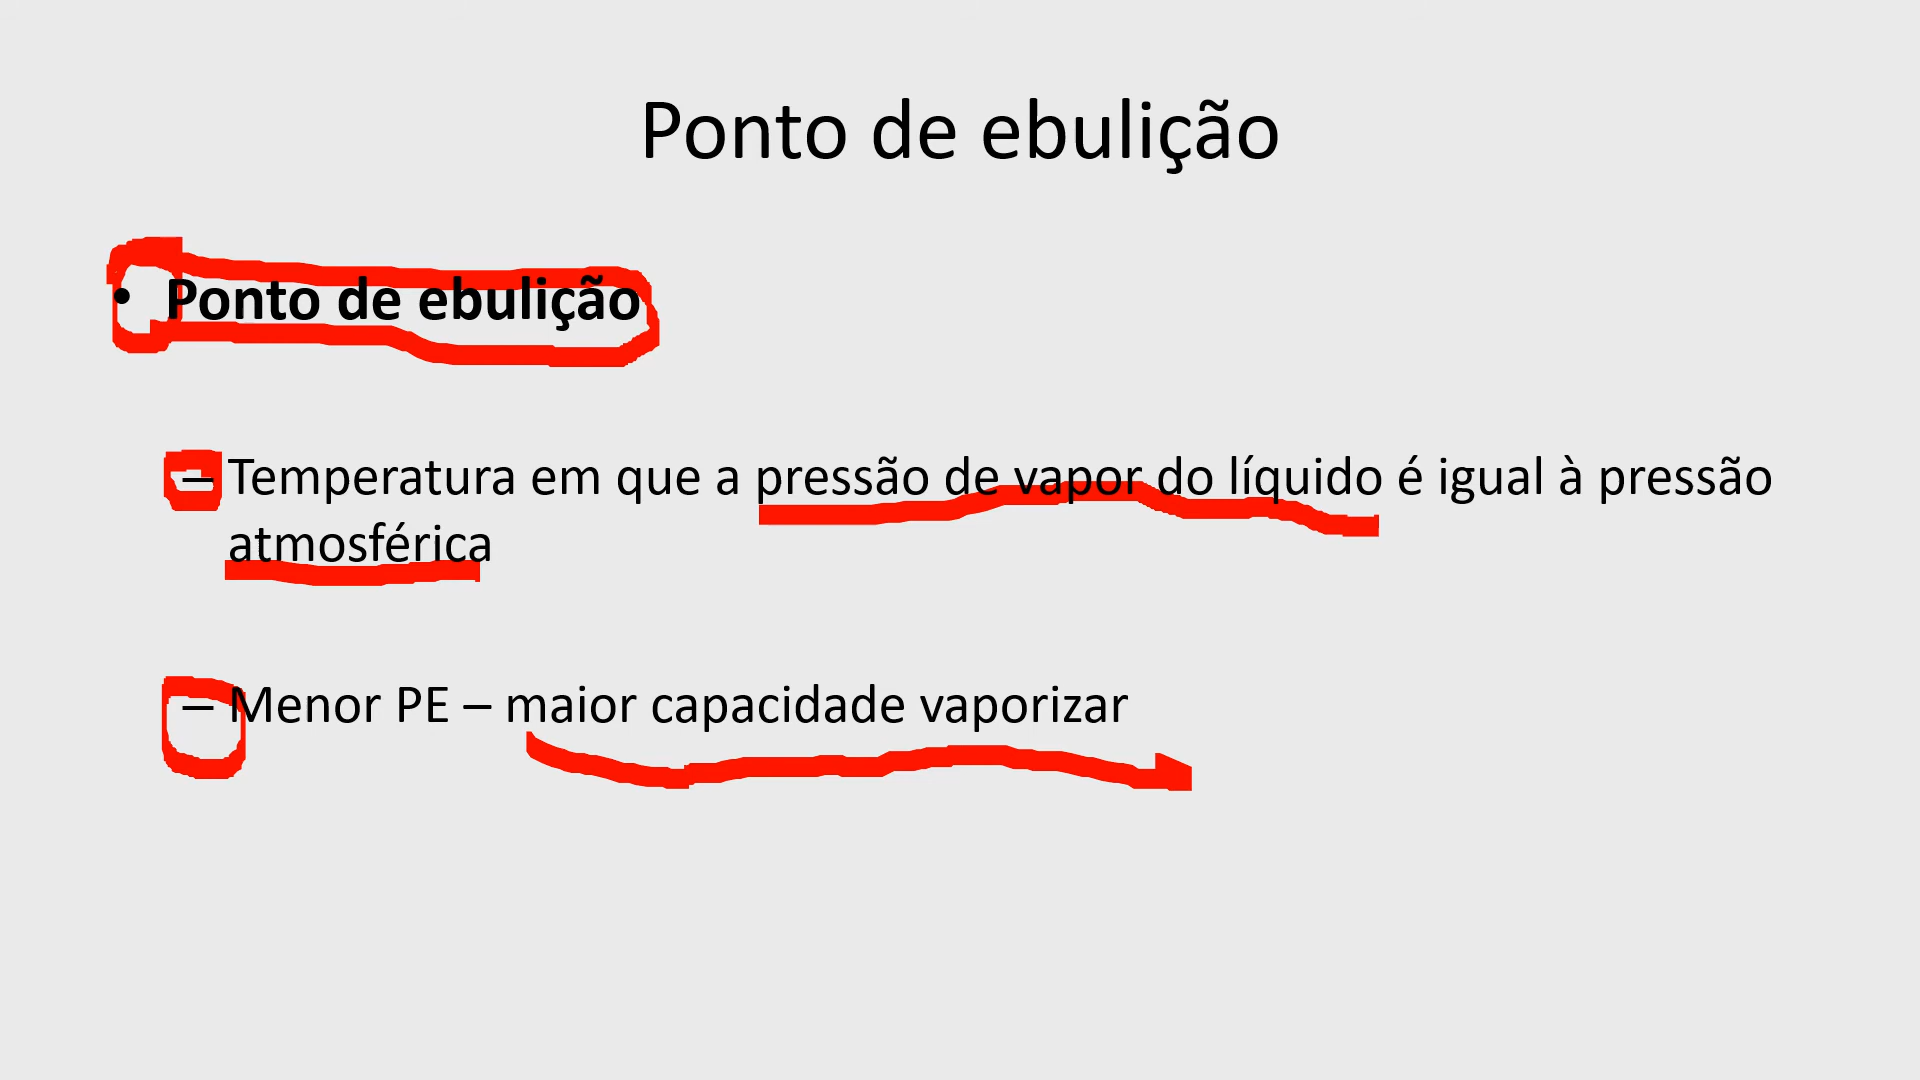 Ponto de ebulição
• Ponto de ebulição
– Temperatura em que a pressão de vapor do líquido é igual à pressão
atmosférica
– Menor PE – maior capacidade vaporizar